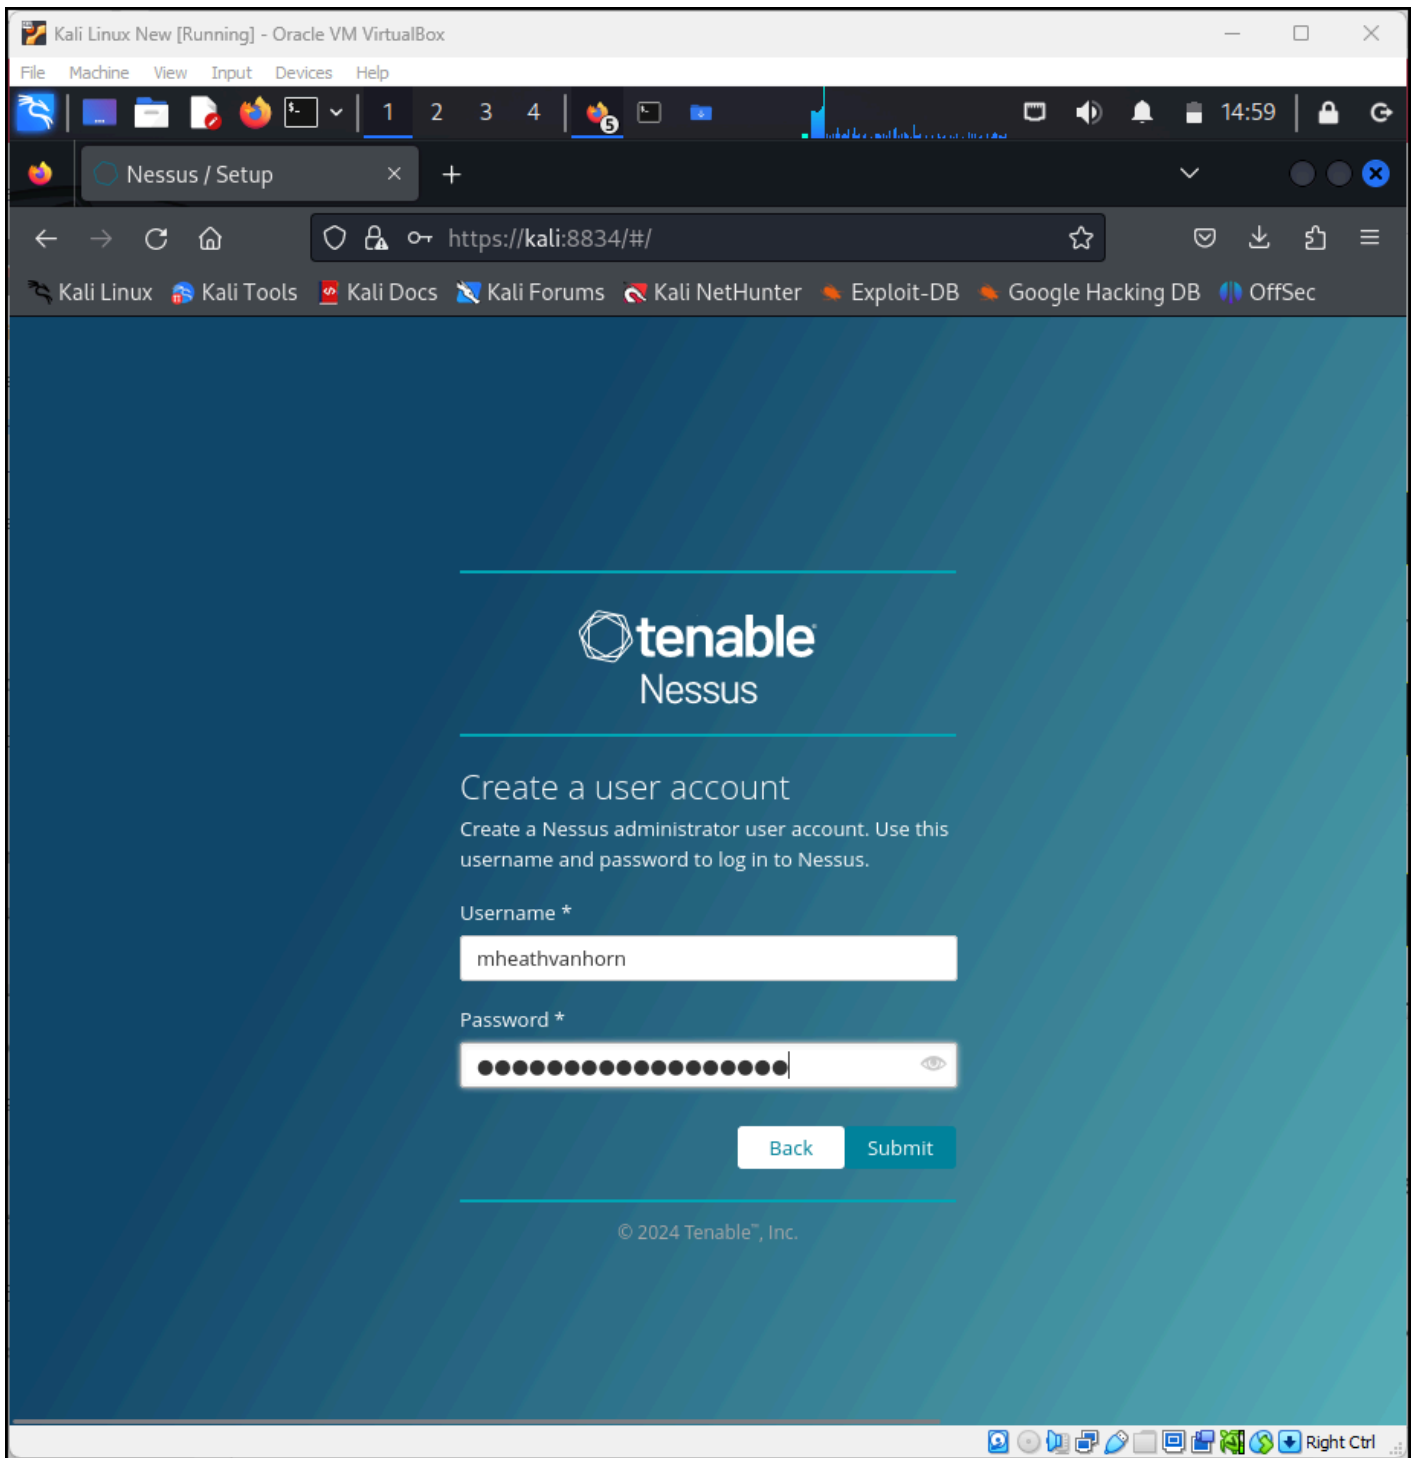 Kali Linux New [Running] - Oracle VM VirtualBox
File Machine View Input Devices Help
1 2 3 4 5 14:59
Nessus / Setup
https://kali:8834/#/
Kali Linux Kali Tools Kali Docs Kali Forums Kali NetHunter Exploit-DB Google Hacking DB OffSec
tenable
Nessus
Create a user account
Create a Nessus administrator user account. Use this
username and password to log in to Nessus.
Username *
mheathvanhorn
Password *
●●●●●●●●●●●●●●●●●●
Back Submit
© 2024 Tenable™, Inc.
Right Ctrl